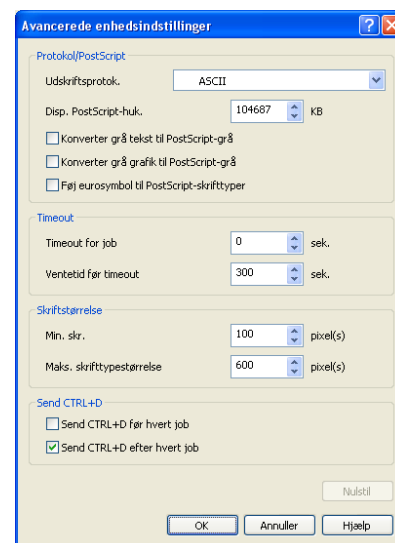 Avancerede enhedsindstillinger
Protokol/PostScript
Udskriftsprotok. ASCII
Disp. PostScript-huk. 104687 KB
Konverter grå tekst til PostScript-grå
Konverter grå grafik til PostScript-grå
Føj eurosymbol til PostScript-skrifttyper
Timeout
Timeout for job 0 sek.
Ventetid før timeout 300 sek.
Skriftstørrelse
Min. skr. 100 pixel(s)
Maks. skrifttypestørrelse 600 pixel(s)
Send CTRL+D
Send CTRL+D før hvert job
Send CTRL+D efter hvert job
Nulstil
OK Annuller Hjælp